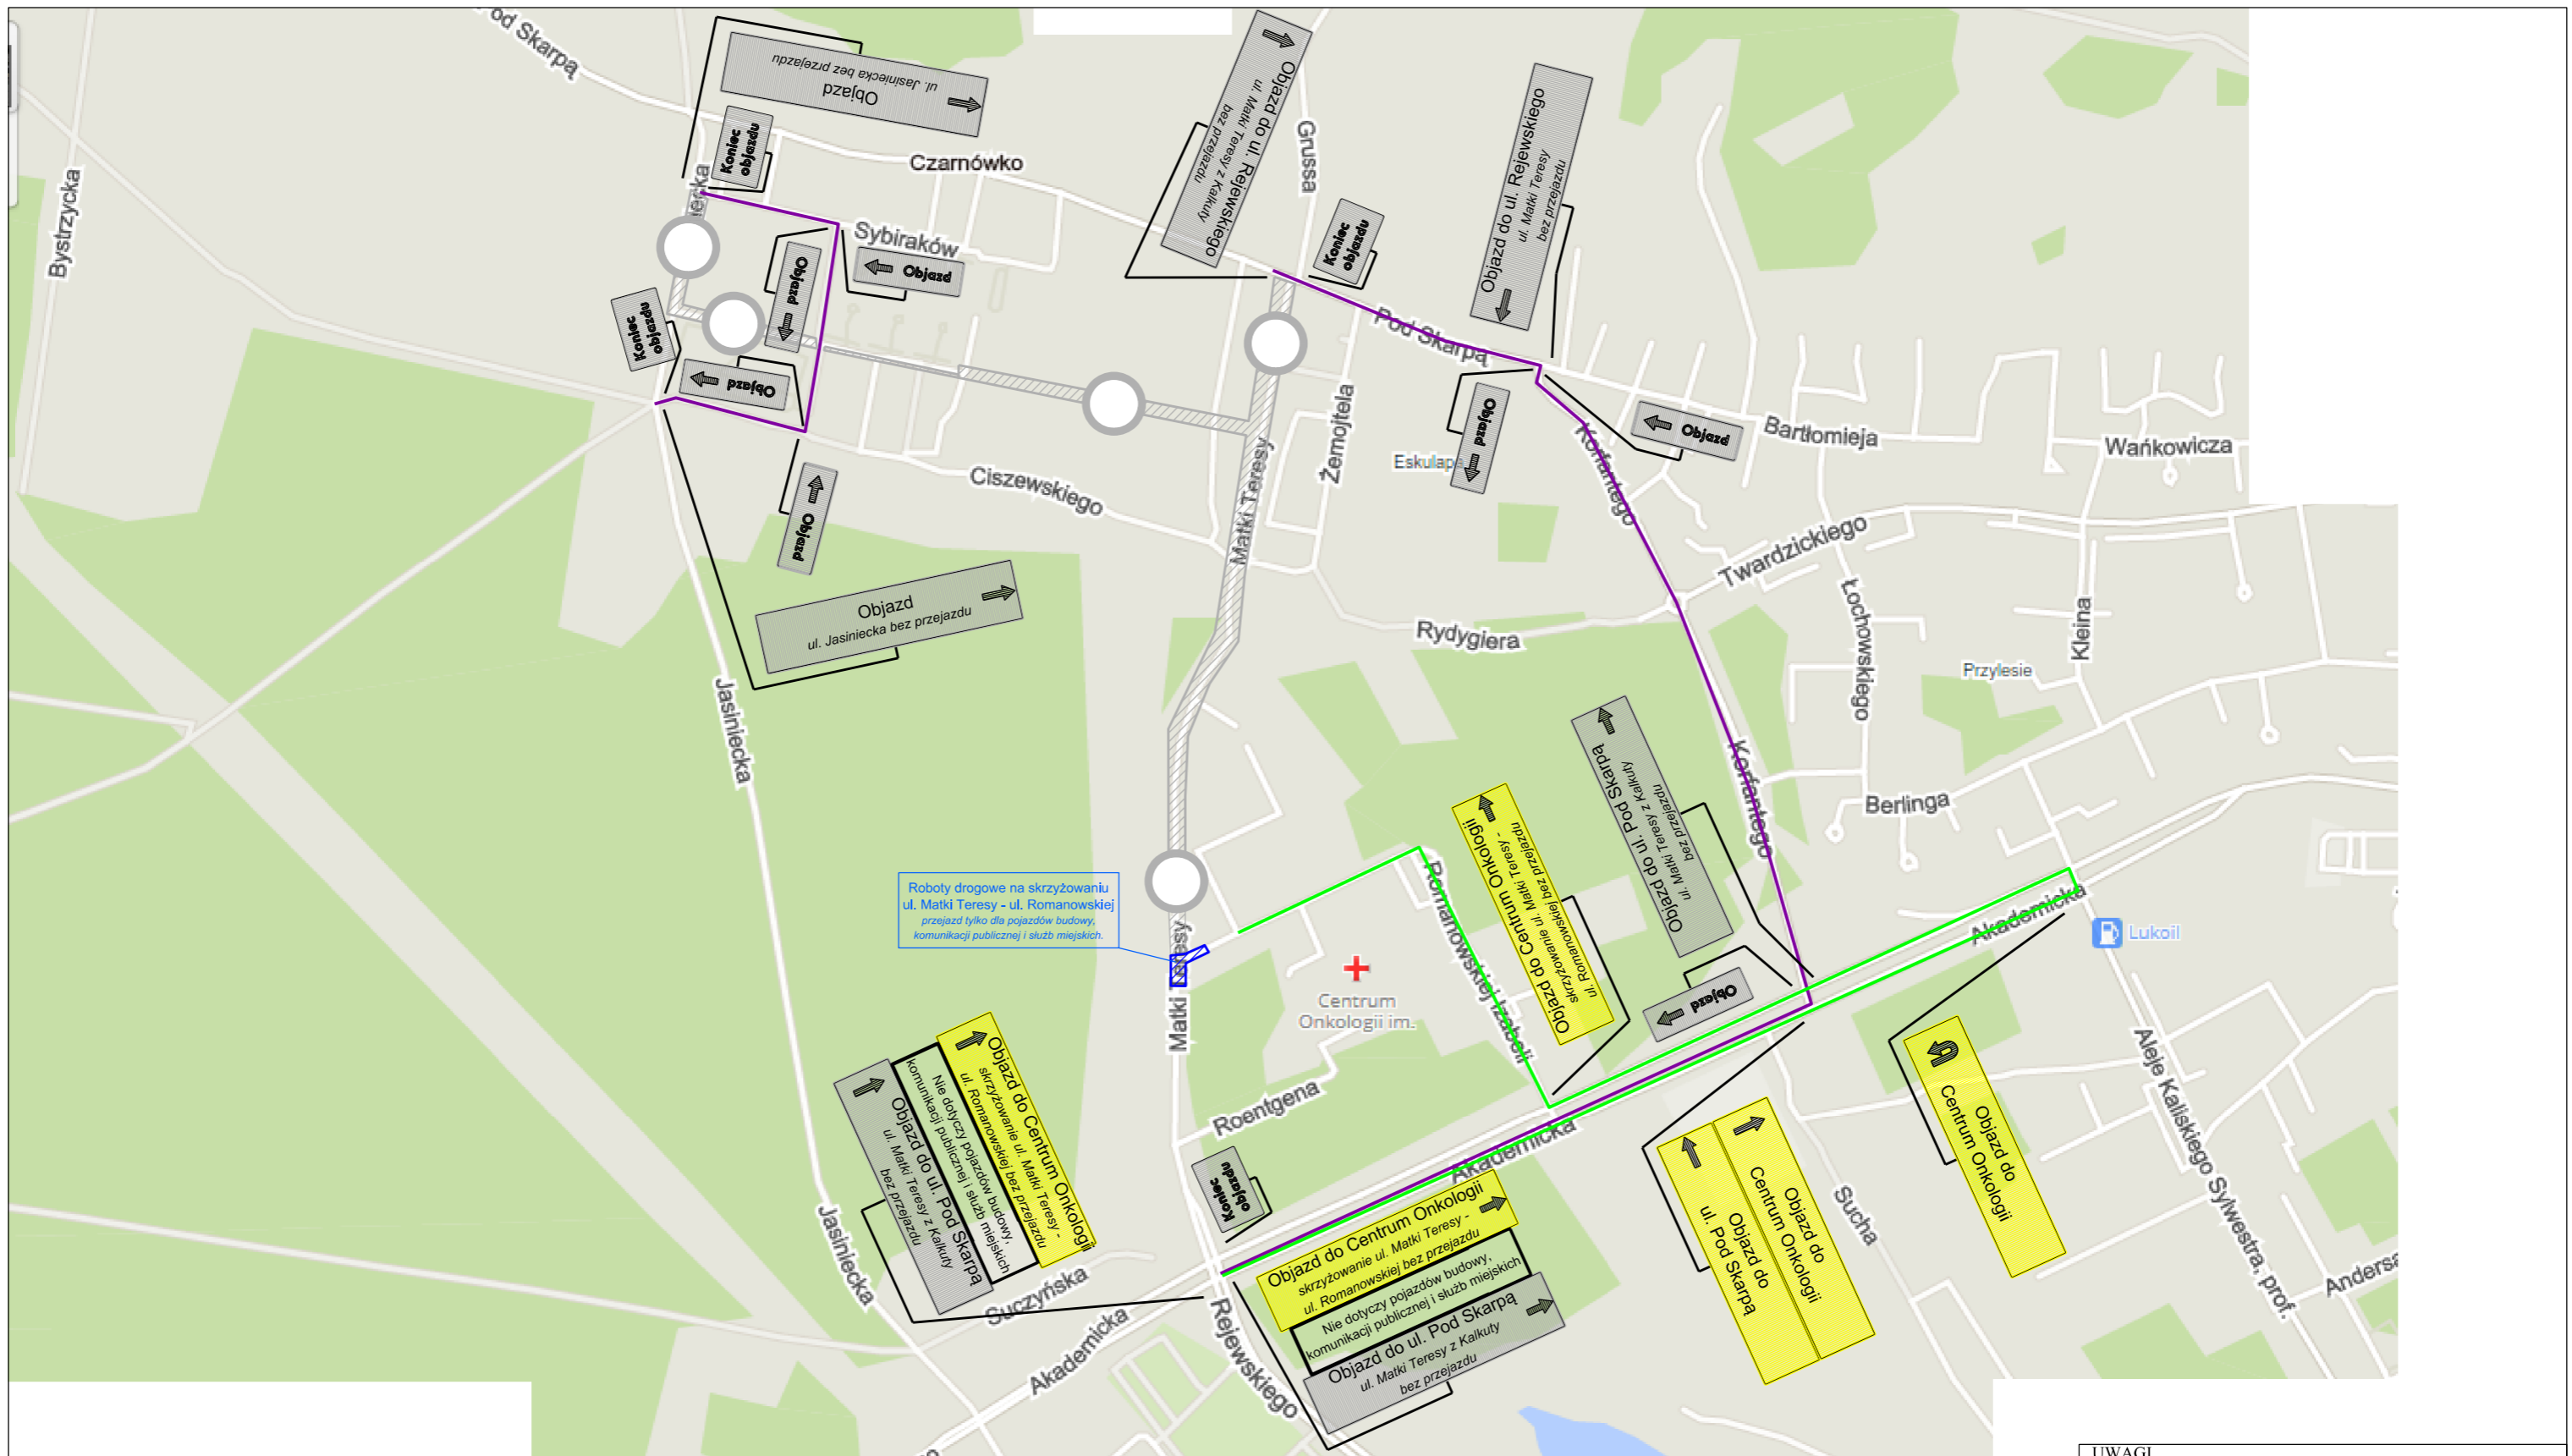 od Skarpą
Objazd
ul. Jasiniecka bez przejazdu
Koniec
objazdu
iecka
Bystrzycka
Czarnówko
Sybiraków
Objazd
Objazd
Koniec
objazdu
Objazd
Objazd
Ciszewskiego
Objazd
ul. Jasiniecka bez przejazdu
Jasiniecka
Objazd do ul. Rejewskiego
ul. Matki Teresy z Kalkuty
bez przejazdu
Grussa
Koniec
objazdu
Objazd do ul. Rejewskiego
ul. Matki Teresy
bez przejazdu
Pod Skarpą
Żemojtela
Matki Teresy
Eskulapa
Objazd
Objazd
Korfantego
Bartłomieja
Wańkowicza
Twardzickiego
Łochowskiego
Kleina
Przylesie
Rydygiera
Korfantego
Berlinga
Objazd do ul. Pod Skarpą
ul. Matki Teresy z Kalkuty
bez przejazdu
Objazd do Centrum Onkologii
skrzyżowanie ul. Matki Teresy -
ul. Romanowskiej bez przejazdu
Romanowskiej Izabeli
Roboty drogowe na skrzyżowaniu
ul. Matki Teresy - ul. Romanowskiej
przejazd tylko dla pojazdów budowy,
komunikacji publicznej i służb miejskich.
Matki Teresy
Centrum
Onkologii im.
Objazd
Akademicka
Lukoil
Objazd do Centrum Onkologii
skrzyżowanie ul. Matki Teresy -
ul. Romanowskiej bez przejazdu
Nie dotyczy pojazdów budowy,
komunikacji publicznej i służb miejskich
Objazd do ul. Pod Skarpą
ul. Matki Teresy z Kalkuty
bez przejazdu
Roentgena
Koniec
objazdu
Akademicka
Objazd do Centrum Onkologii
skrzyżowanie ul. Matki Teresy -
ul. Romanowskiej bez przejazdu
Nie dotyczy pojazdów budowy,
komunikacji publicznej i służb miejskich
Objazd do ul. Pod Skarpą
ul. Matki Teresy z Kalkuty
bez przejazdu
Objazd do
Centrum Onkologii
Objazd do
ul. Pod Skarpą
Objazd do
Centrum Onkologii
Sucha
Aleje Kaliskiego Sylwestra, prof.
Andersa
Jasiniecka
Suczyńska
Akademicka
Rejewskiego
UWAGI